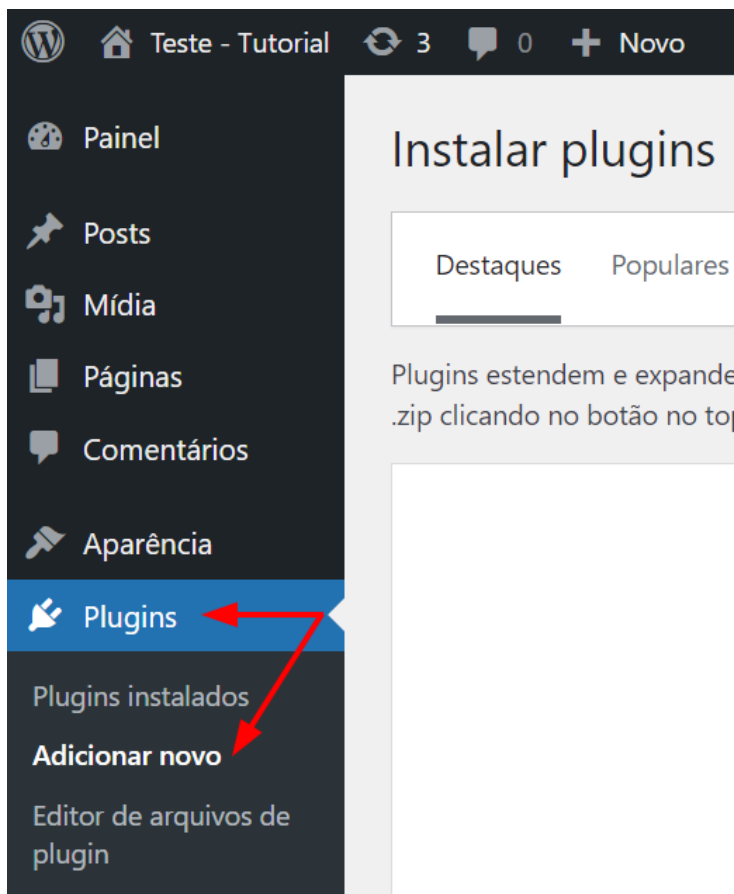 Teste - Tutorial 3 0 Novo
Painel
Posts
Mídia
Páginas
Comentários
Aparência
Plugins
Plugins instalados
Adicionar novo
Editor de arquivos de
plugin
Instalar plugins
Destaques Populares
Plugins estendem e expande
.zip clicando no botão no to